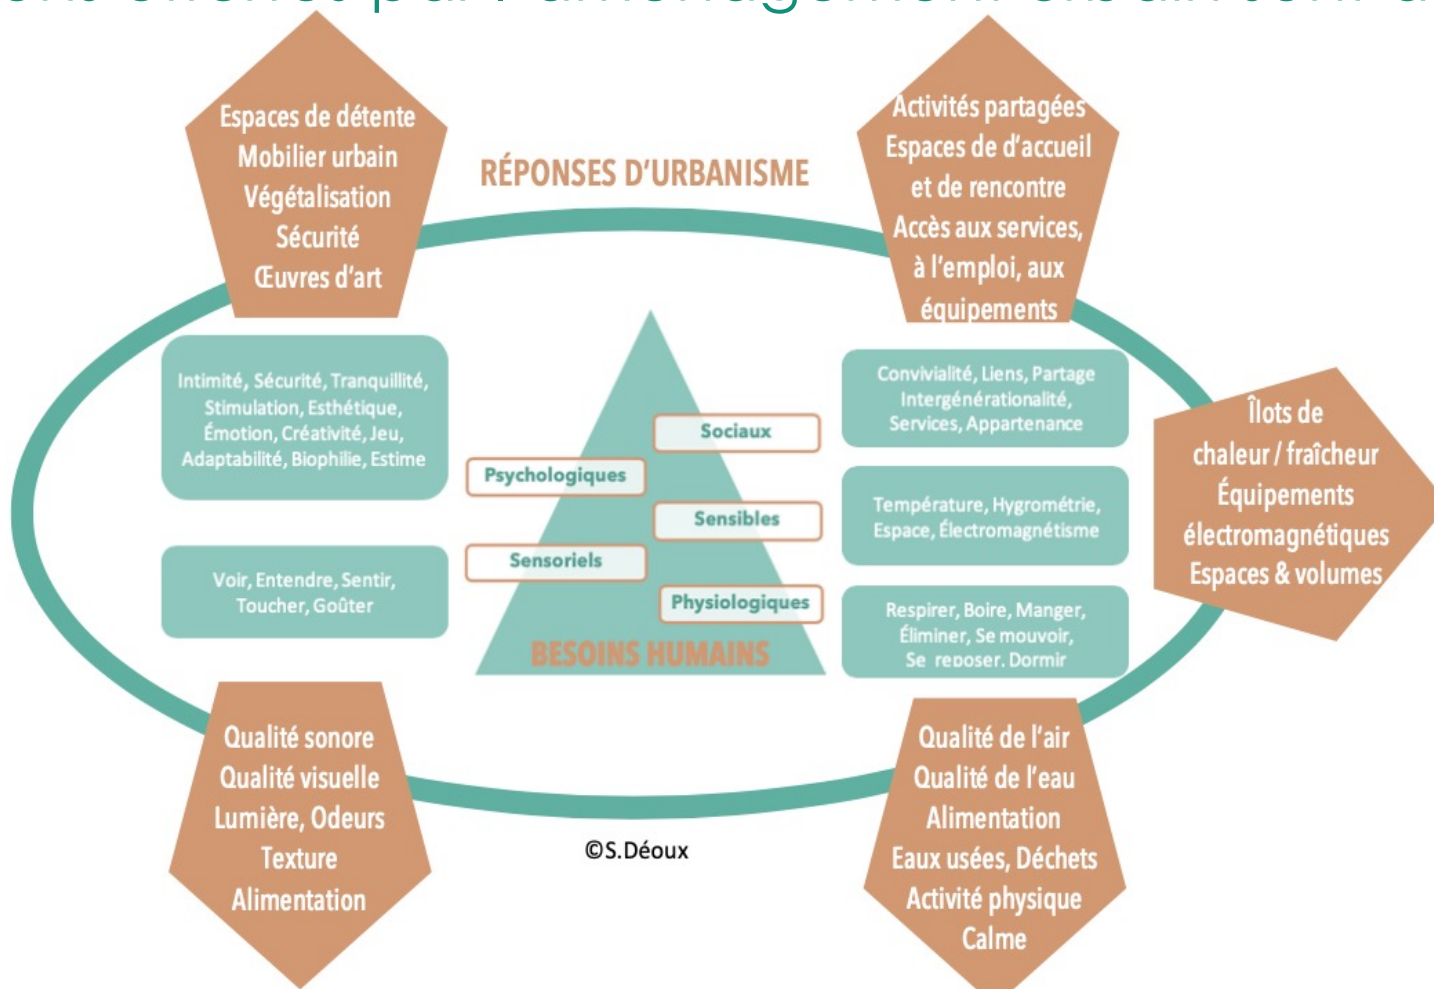 par l'aménagement
Espaces de détente
Mobilier urbain
Végétalisation
Sécurité
Œuvres d'art
RÉPONSES D'URBANISME
Activités partagées
Espaces de d'accueil
et de rencontre
Accès aux services,
à l'emploi, aux
équipements
Intimité, Sécurité, Tranquillité,
Stimulation, Esthétique,
Émotion, Créativité, Jeu,
Adaptabilité, Biophilie, Estime
Convivialité, Liens, Partage
Intergénérationalité,
Services, Appartenance
Îlots de
chaleur / fraîcheur
Équipements
électromagnétiques
Espaces & volumes
Sociaux
Psychologiques
Sensibles
Sensoriels
Physiologiques
BESOINS HUMAINS
Température, Hygrométrie,
Espace, Électromagnétisme
Voir, Entendre, Sentir,
Toucher, Goûter
Respirer, Boire, Manger,
Éliminer, Se mouvoir,
Se reposer, Dormir
Qualité sonore
Qualité visuelle
Lumière, Odeurs
Texture
Alimentation
Qualité de l'air
Qualité de l'eau
Alimentation
Eaux usées, Déchets
Activité physique
Calme
©S.Déoux